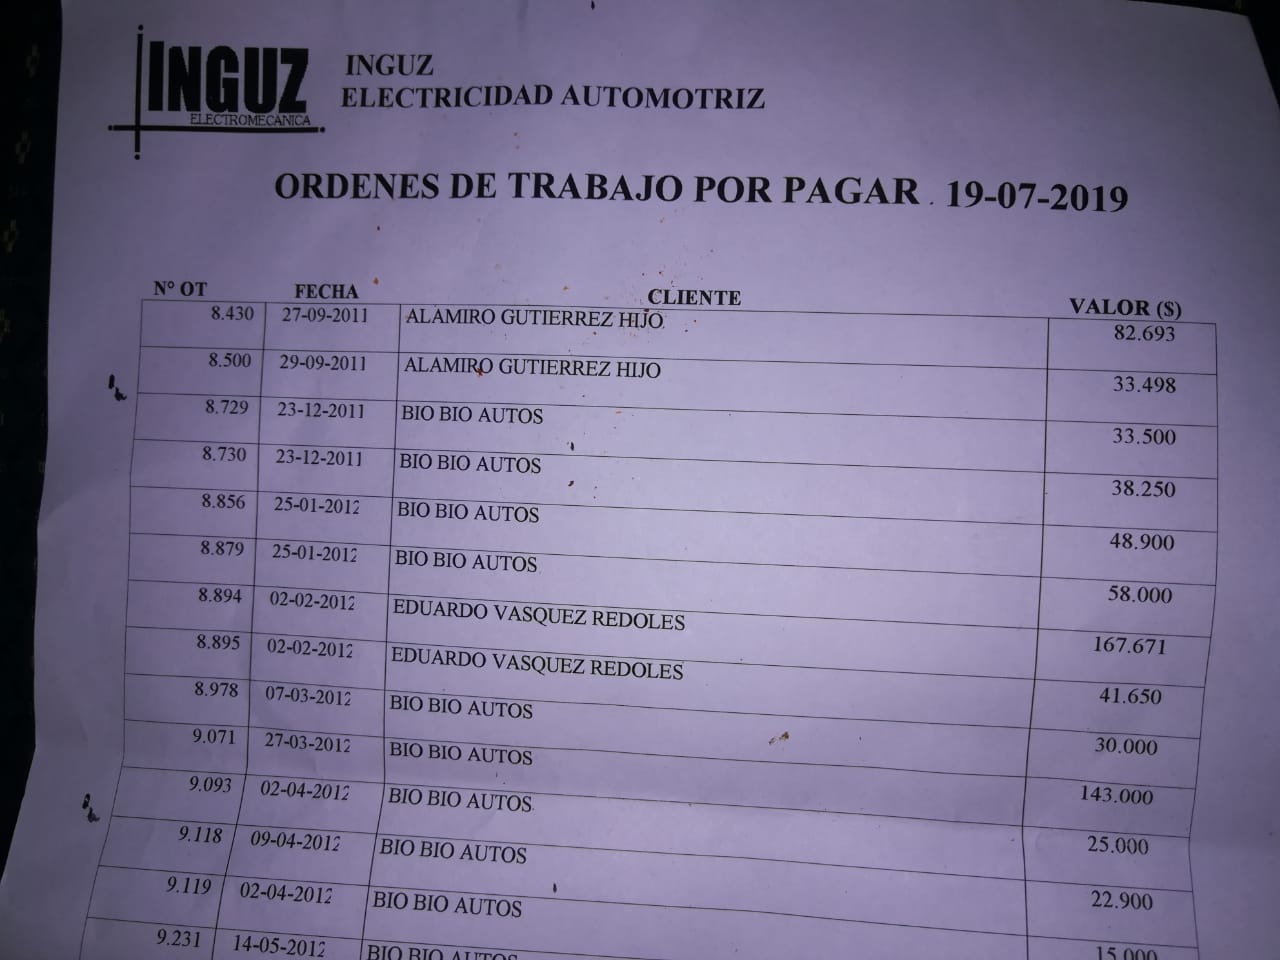 INGUZ
ELECTROMECÁNICA
INGUZ
ELECTRICIDAD AUTOMOTRIZ
ORDENES DE TRABAJO POR PAGAR . 19-07-2019
N° OT FECHA CLIENTE VALOR ($)
8.430 27-09-2011 ALAMIRO GUTIERREZ HIJO 82.693
8.500 29-09-2011 ALAMIRO GUTIERREZ HIJO 33.498
8.729 23-12-2011 BIO BIO AUTOS 33.500
8.730 23-12-2011 BIO BIO AUTOS 38.250
8.856 25-01-2012 BIO BIO AUTOS 48.900
8.879 25-01-2012 BIO BIO AUTOS 58.000
8.894 02-02-2012 EDUARDO VASQUEZ REDOLES 167.671
8.895 02-02-2012 EDUARDO VASQUEZ REDOLES 41.650
8.978 07-03-2012 BIO BIO AUTOS 30.000
9.071 27-03-2012 BIO BIO AUTOS 143.000
9.093 02-04-2012 BIO BIO AUTOS 25.000
9.118 09-04-2012 BIO BIO AUTOS 22.900
9.119 02-04-2012 BIO BIO AUTOS 15.000
9.231 14-05-2012 BIO BIO AUTOS